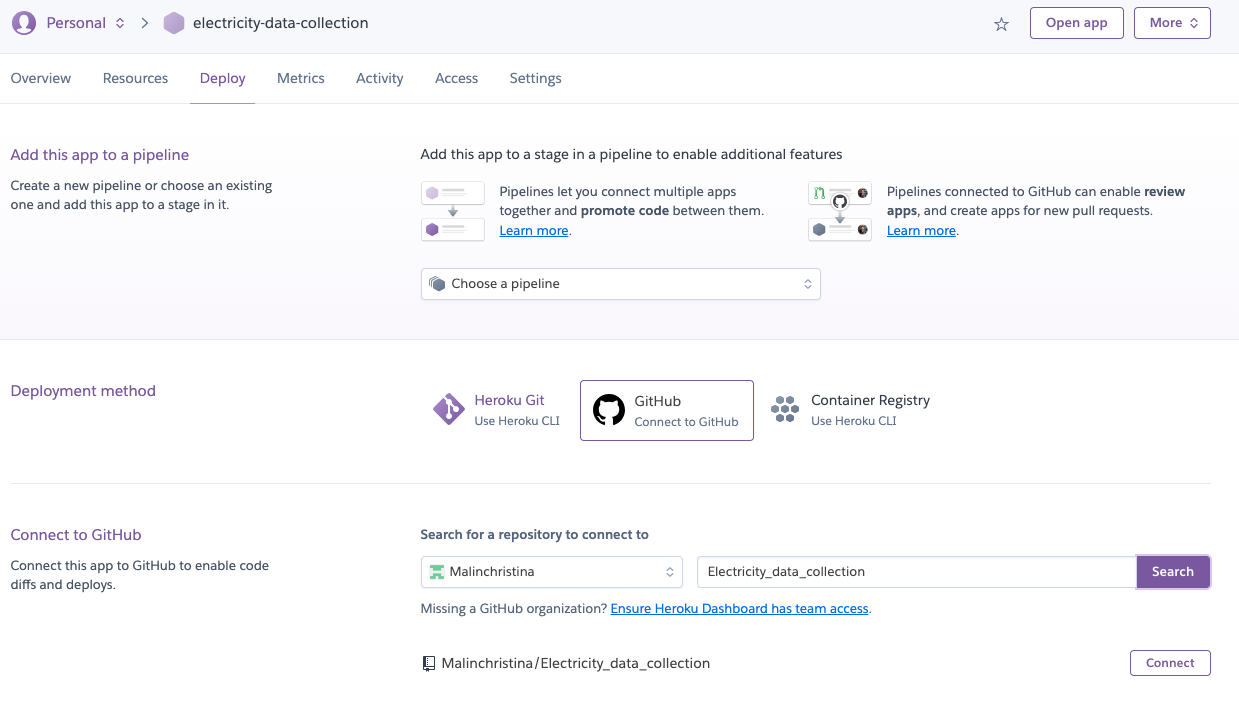 Personal
electricity-data-collection
Open app
More
Overview
Resources
Deploy
Metrics
Activity
Access
Settings
Add this app to a pipeline
Create a new pipeline or choose an existing
one and add this app to a stage in it.
Add this app to a stage in a pipeline to enable additional features
Pipelines let you connect multiple apps
together and promote code between them.
Learn more.
Pipelines connected to GitHub can enable review
apps, and create apps for new pull requests.
Learn more.
Choose a pipeline
Deployment method
Heroku Git
Use Heroku CLI
GitHub
Connect to GitHub
Container Registry
Use Heroku CLI
Connect to GitHub
Connect this app to GitHub to enable code
diffs and deploys.
Search for a repository to connect to
Malinchristina
Electricity_data_collection
Search
Missing a GitHub organization? Ensure Heroku Dashboard has team access.
Malinchristina/Electricity_data_collection
Connect